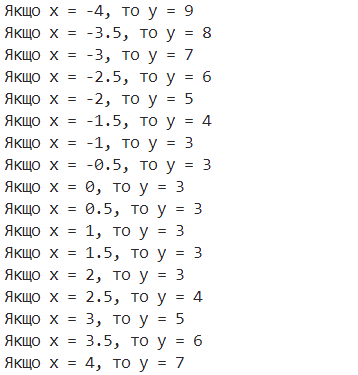 Якщо x = -4, то y = 9
Якщо x = -3.5, то y = 8
Якщо x = -3, то y = 7
Якщо x = -2.5, то y = 6
Якщо x = -2, то y = 5
Якщо x = -1.5, то y = 4
Якщо x = -1, то y = 3
Якщо x = -0.5, то y = 3
Якщо x = 0, то y = 3
Якщо x = 0.5, то y = 3
Якщо x = 1, то y = 3
Якщо x = 1.5, то y = 3
Якщо x = 2, то y = 3
Якщо x = 2.5, то y = 4
Якщо x = 3, то y = 5
Якщо x = 3.5, то y = 6
Якщо x = 4, то y = 7